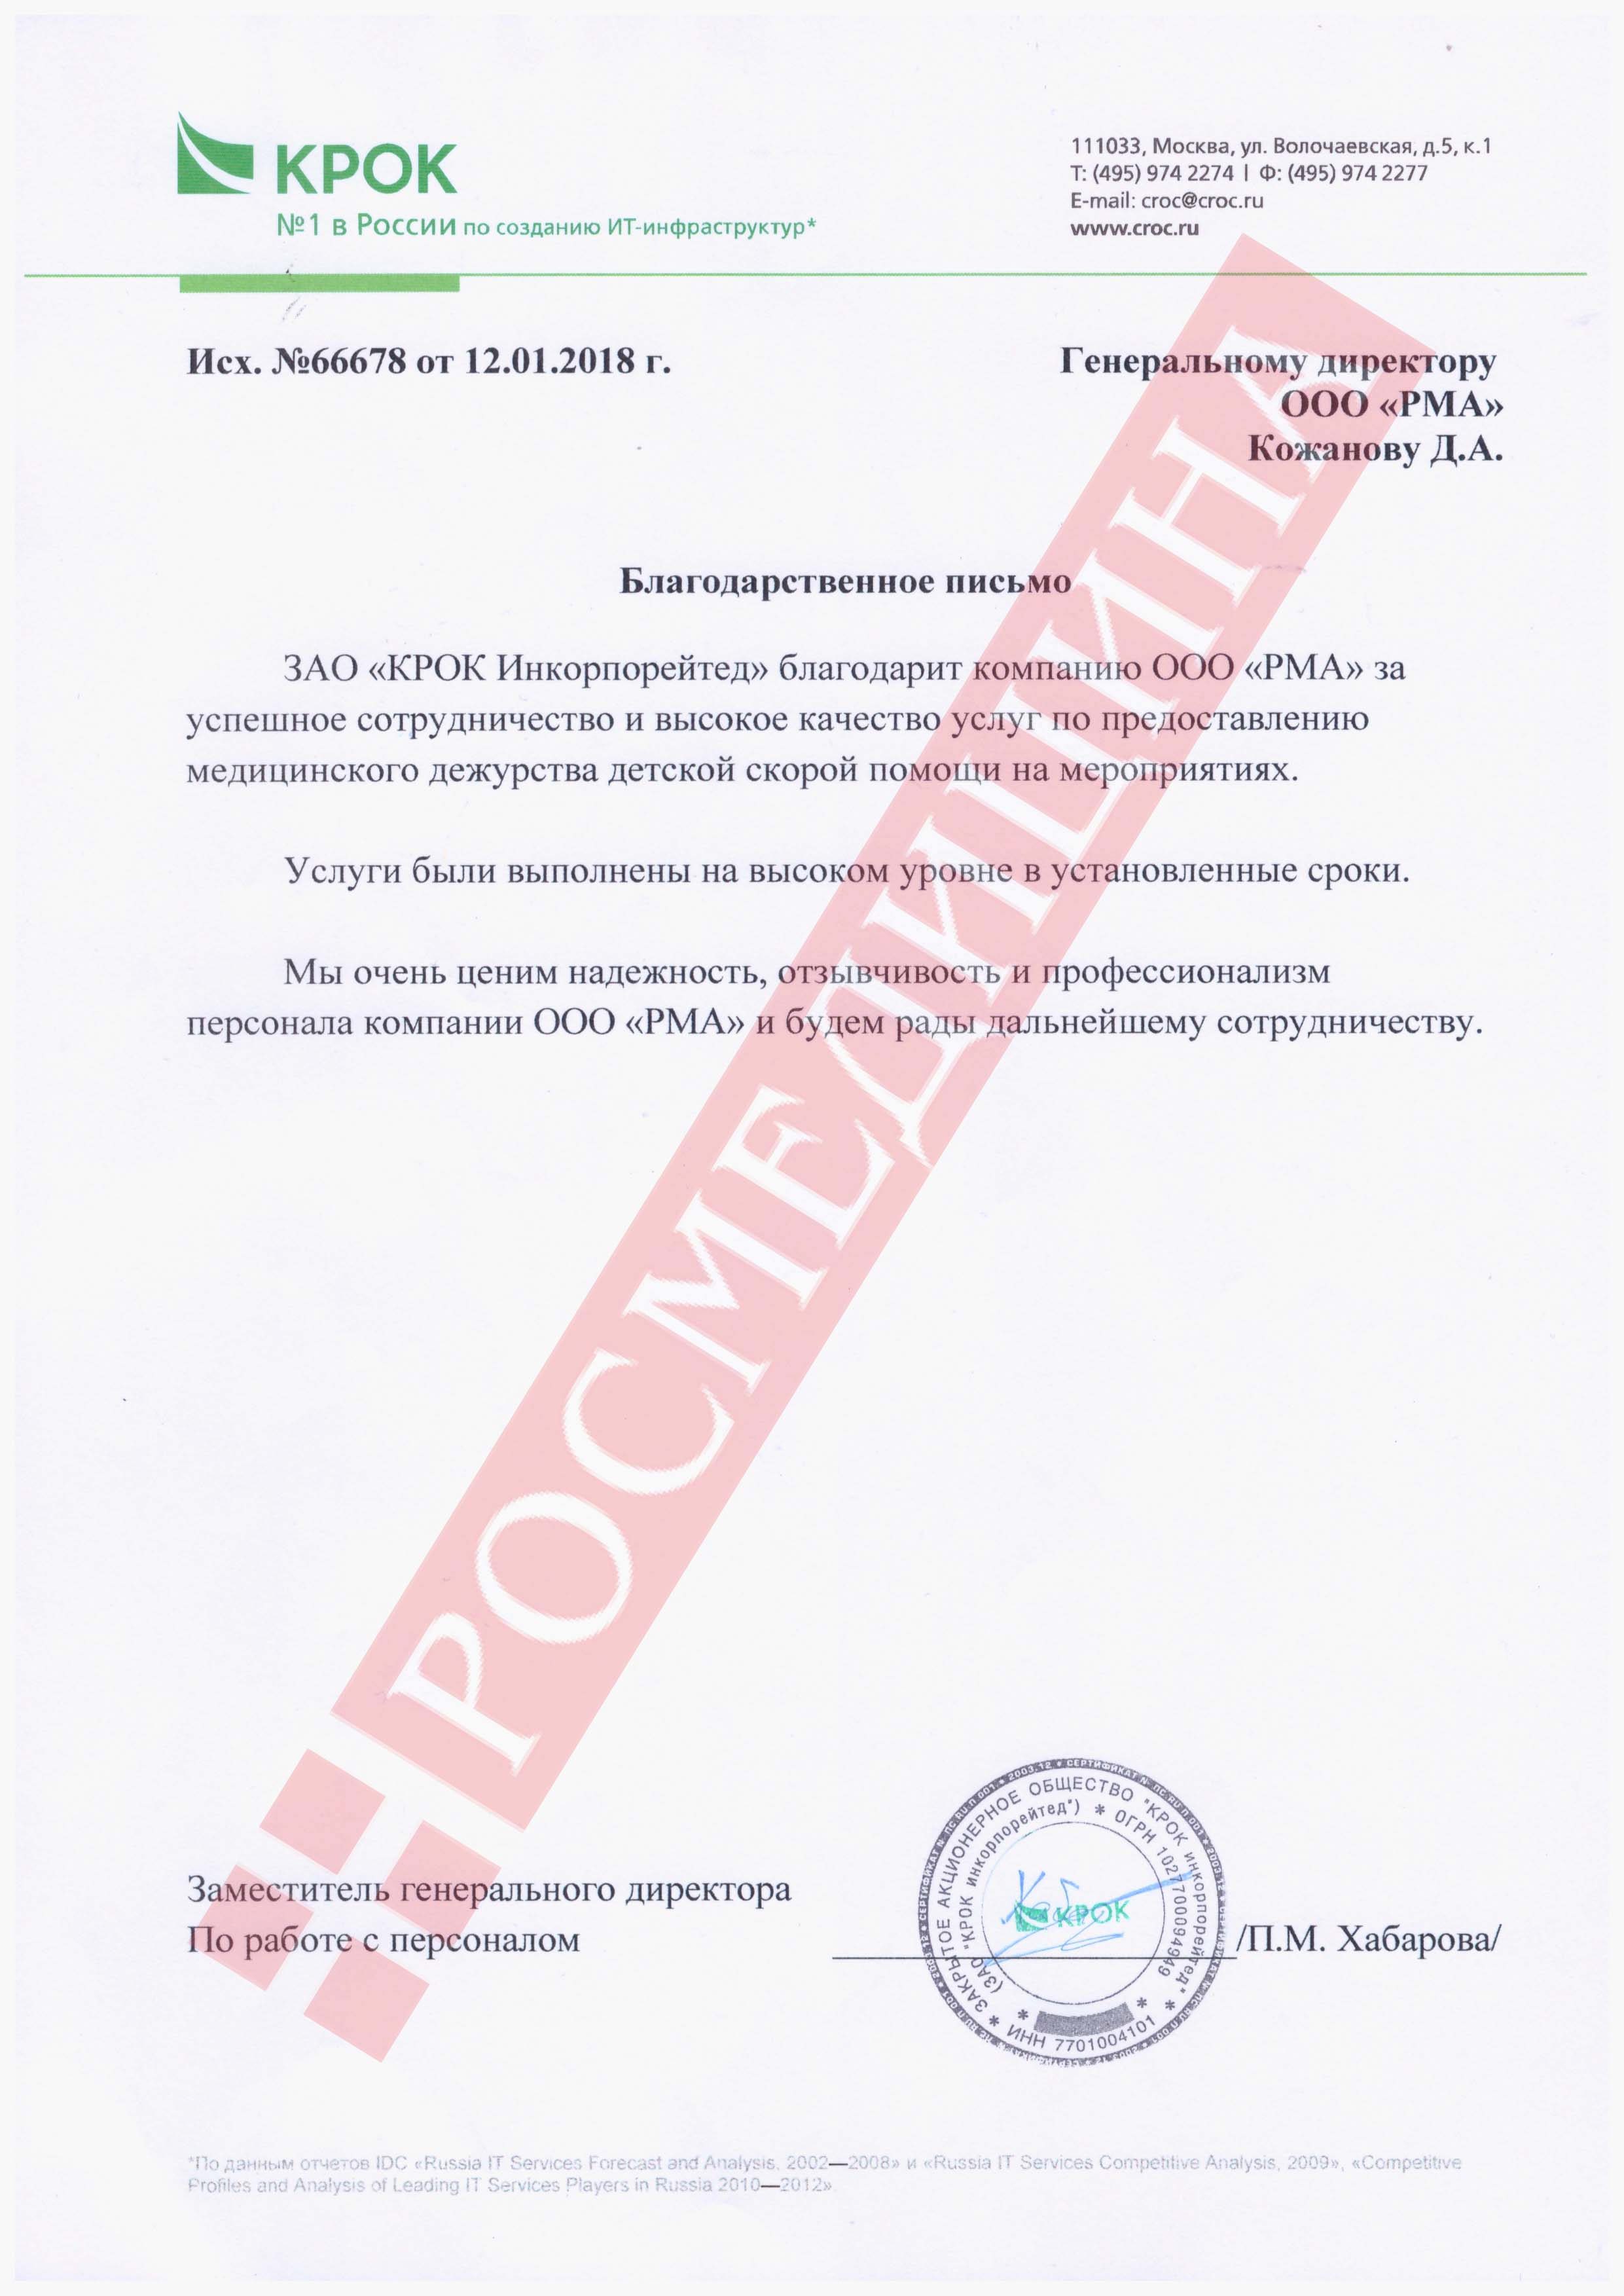 КРОК
№1 в России по созданию ИТ-инфраструктур*
111033, Москва, ул. Волочаевская, д.5, к.1
Т: (495) 974 2274 | Ф: (495) 974 2277
E-mail: croc@croc.ru
www.croc.ru
Исх. №66678 от 12.01.2018 г.
Генеральному директору
ООО «РМА»
Кожанову Д.А.
Благодарственное письмо
ЗАО «КРОК Инкорпорейтед» благодарит компанию ООО «РМА» за
успешное сотрудничество и высокое качество услуг по предоставлению
медицинского дежурства детской скорой помощи на мероприятиях.
Услуги были выполнены на высоком уровне в установленные сроки.
Мы очень ценим надежность, отзывчивость и профессионализм
персонала компании ООО «РМА» и будем рады дальнейшему сотрудничеству.
РОСМЕДИЦИНА
Заместитель генерального директора
По работе с персоналом
/П.М. Хабарова/
ЗАКРЫТОЕ АКЦИОНЕРНОЕ ОБЩЕСТВО "КРОК инкорпорейтед" *
(ЗАО "КРОК инкорпорейтед") * ОГРН 1027700094949
* ИНН 7701004101
КРОК
*По данным отчетов IDC «Russia IT Services Forecast and Analysis, 2002—2008» и «Russia IT Services Competitive Analysis, 2009», «Competitive
Profiles and Analysis of Leading IT Services Players in Russia 2010—2012».